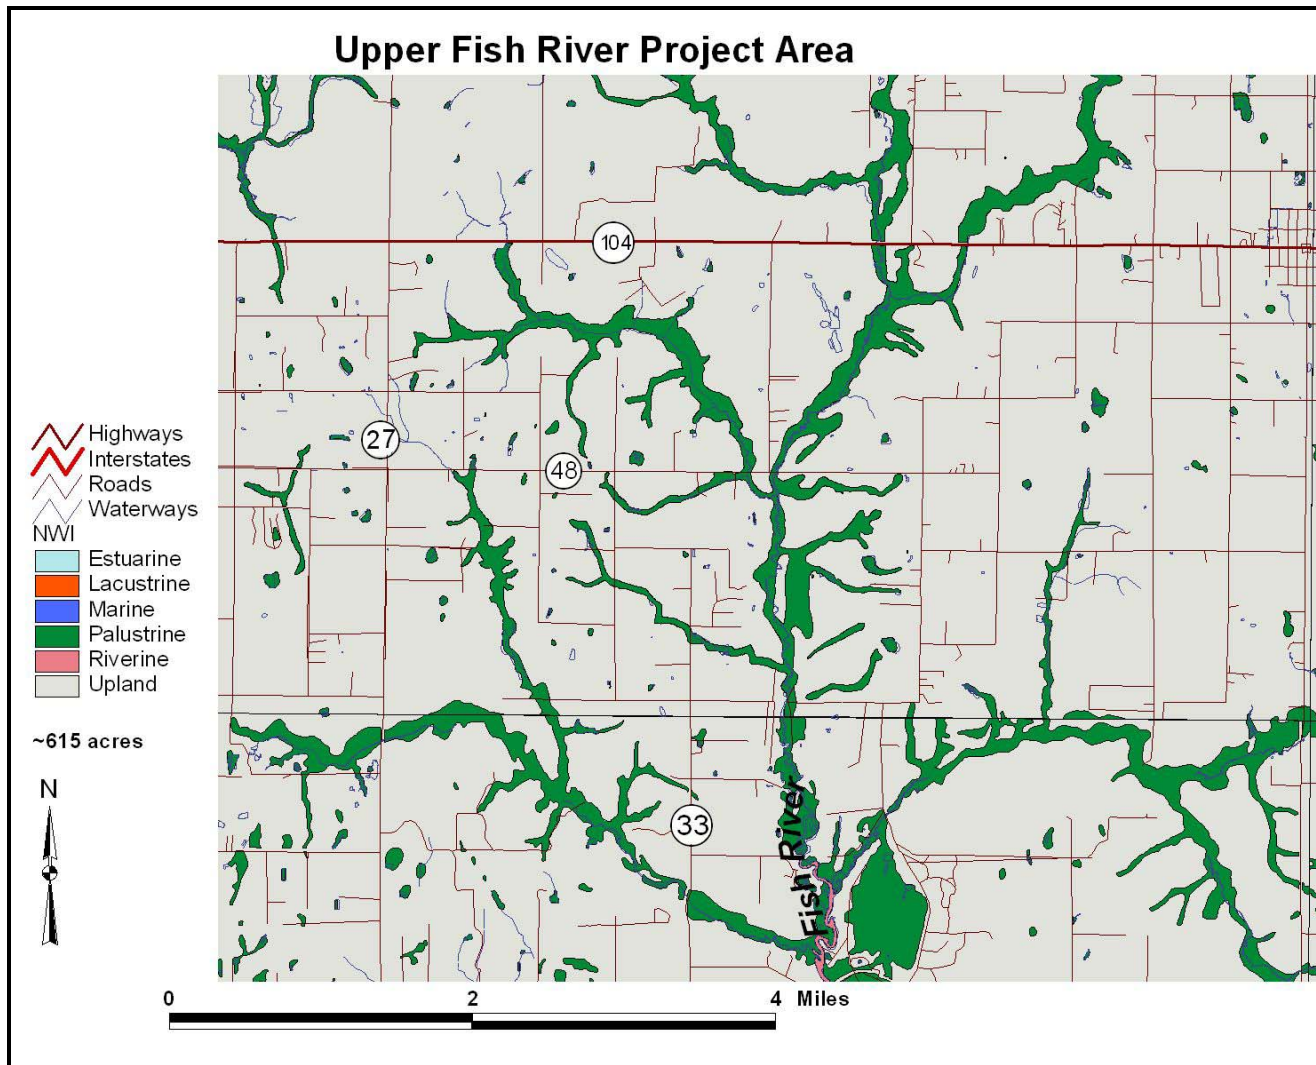 Upper Fish River Project Area
104
27
48
33
Fish River
Highways
Interstates
Roads
Waterways
NWI
Estuarine
Lacustrine
Marine
Palustrine
Riverine
Upland
~615 acres
N
0 2 4 Miles